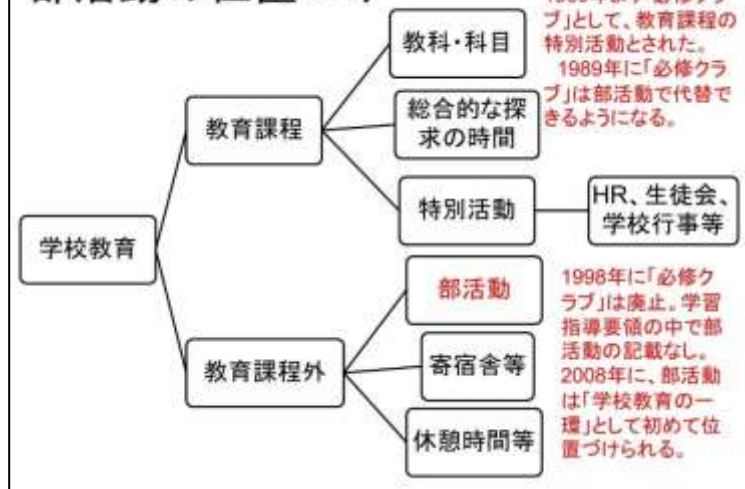 教科・科目
ブ」として、教育課程の
特別活動とされた。
1989年に「必修クラ
ブ」は部活動で代替で
きるようになる。
教育課程
総合的な探
求の時間
特別活動
HR、生徒会、
学校行事等
学校教育
部活動
1998年に「必修ク
ラブ」は廃止。学習
指導要領の中で部
活動の記載なし。
2008年に、部活動
は「学校教育の一
環」として初めて位
置づけられる。
教育課程外
寄宿舎等
休憩時間等